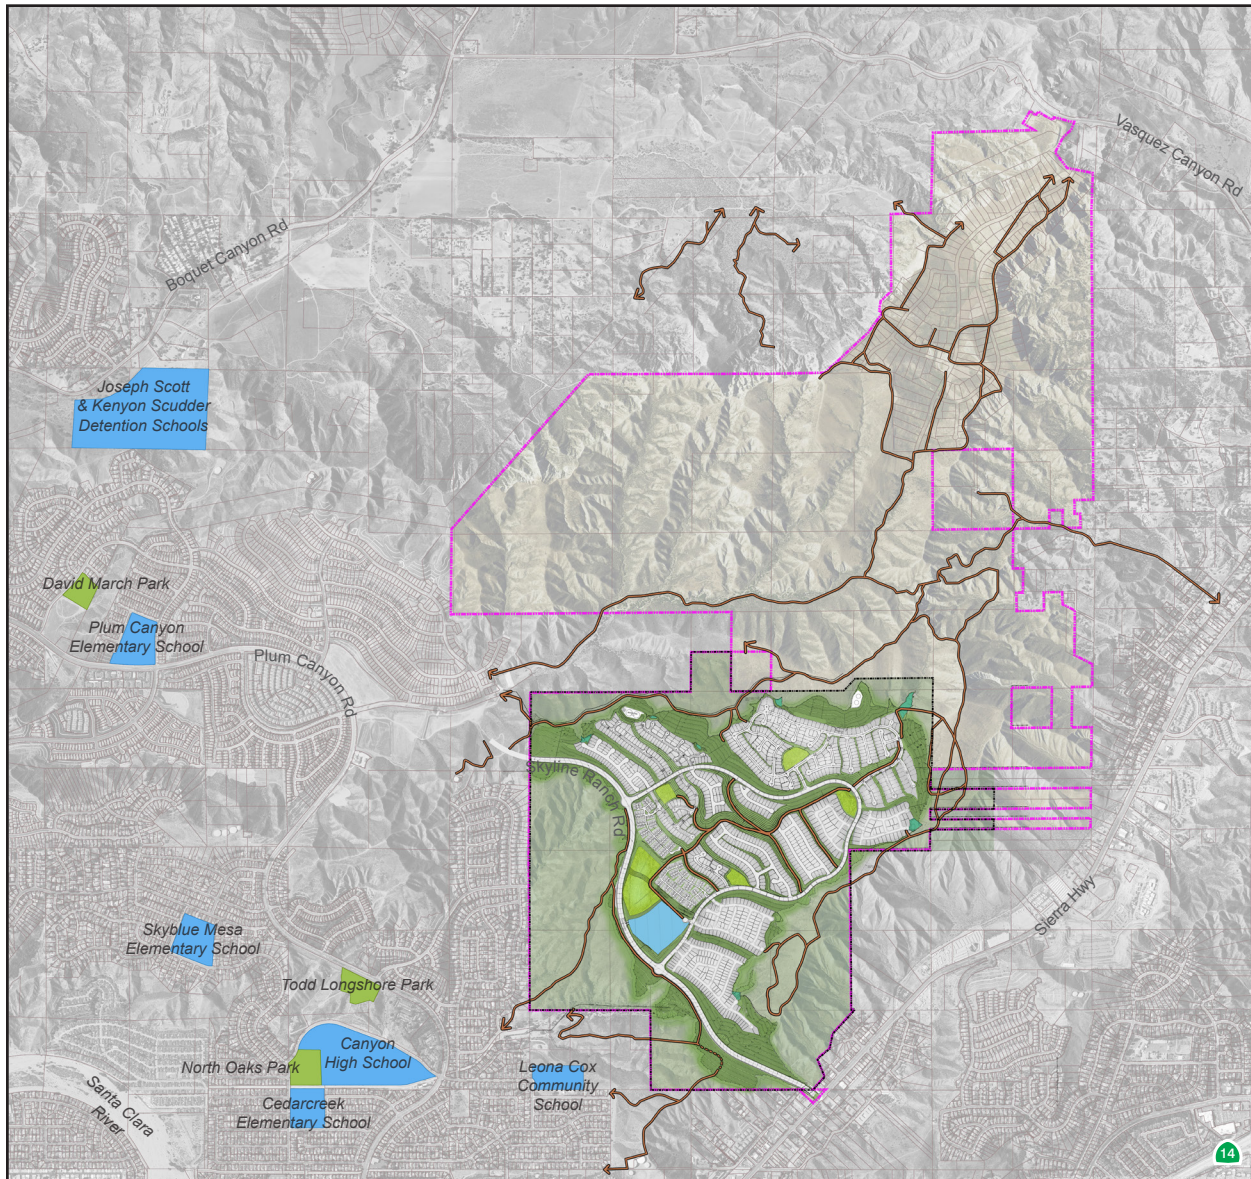 Vasquez Canyon Rd
Boquet Canyon Rd
Joseph Scott
& Kenyon Scudder
Detention Schools
David March Park
Plum Canyon
Elementary School
Plum Canyon Rd
Skyline Ranch Rd
Sierra Hwy
Skyblue Mesa
Elementary School
Todd Longshore Park
Canyon
High School
North Oaks Park
Leona Cox
Community
School
Cedarcreek
Elementary School
Santa Clara
River
14